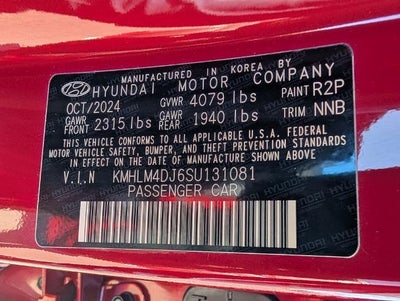 MANUFACTURED IN KOREA BY
HYUNDAI MOTOR COMPANY
OCT/2024 GVWR 4079 lbs PAINT R2P
GAWR FRONT 2315 lbs GAWR REAR 1940 lbs TRIM NNB
THIS VEHICLE CONFORMS TO ALL APPLICABLE U.S.A. FEDERAL
MOTOR VEHICLE SAFETY, BUMPER, AND THEFT PREVENTION STANDARDS
IN EFFECT ON THE DATE OF MANUFACTURE SHOWN ABOVE
V.I.N KMHLM4DJ6SU131081
PASSENGER CAR